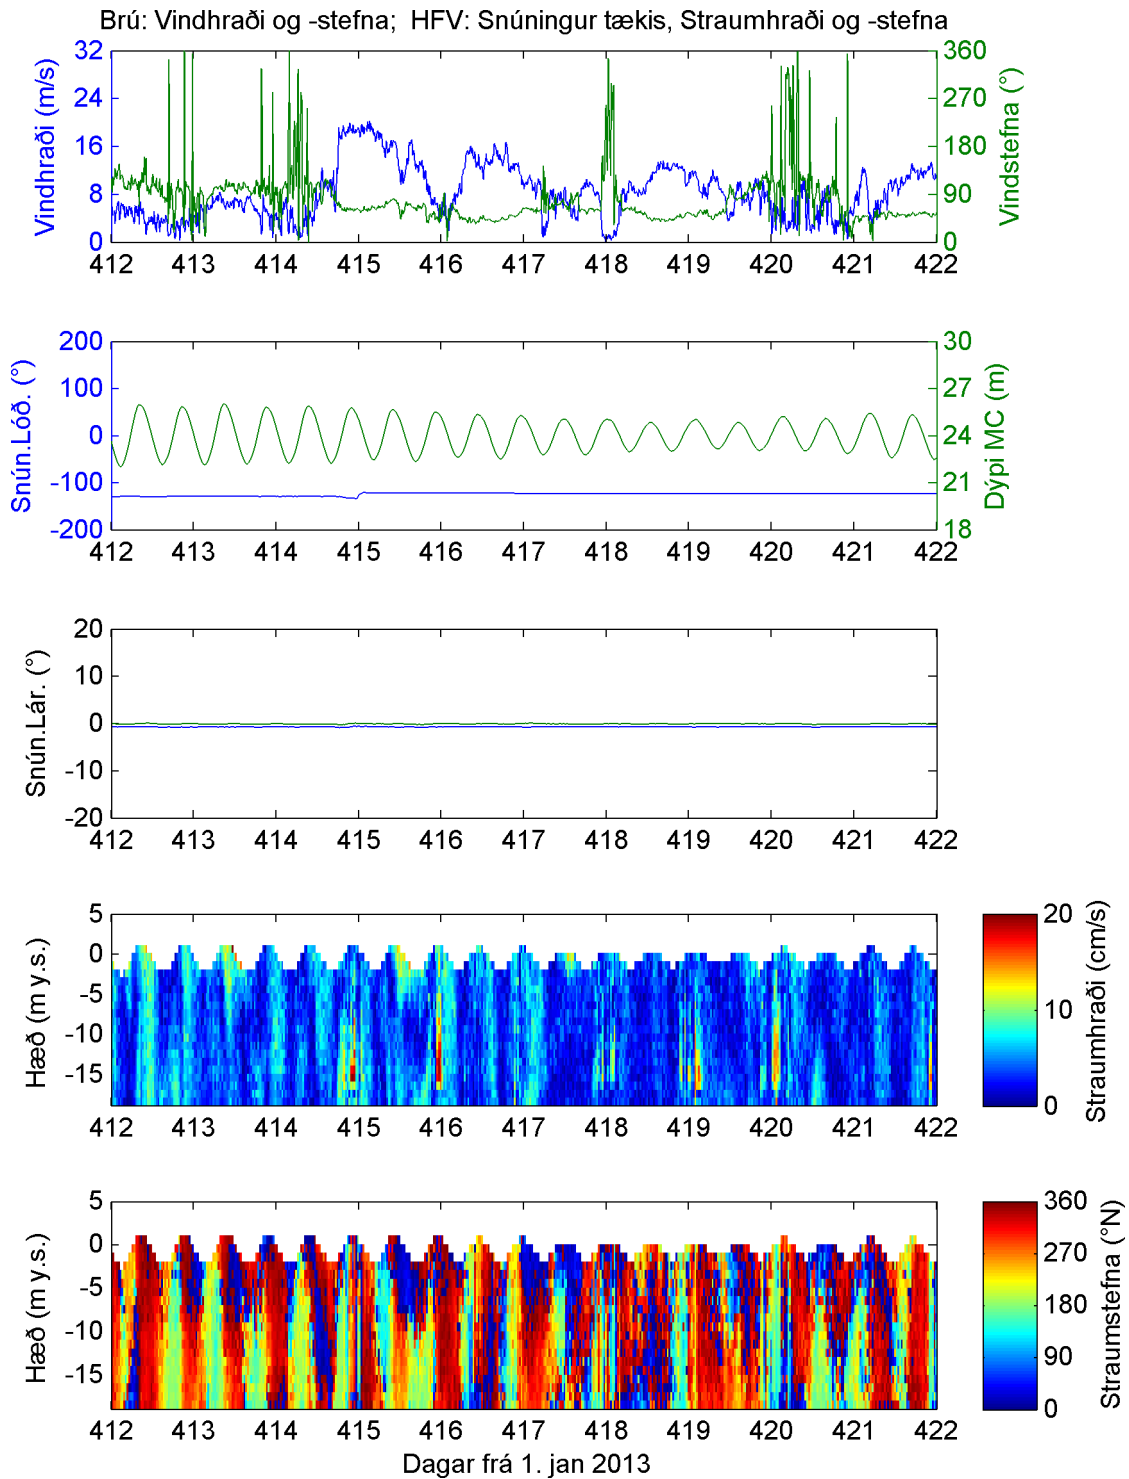 Brú: Vindhraði og -stefna;  HFV: Snúningur tækis, Straumhraði og -stefna
Vindhraði (m/s)
32
24
16
8
0
360
270
180
90
0
Vindstefna (°)
412 413 414 415 416 417 418 419 420 421 422
Snún.Lóð. (°)
200
100
0
-100
-200
30
27
24
21
18
Dýpi MC (m)
412 413 414 415 416 417 418 419 420 421 422
Snún.Lár. (°)
20
10
0
-10
-20
412 413 414 415 416 417 418 419 420 421 422
Hæð (m y.s.)
5
0
-5
-10
-15
20
10
0
Straumhraði (cm/s)
412 413 414 415 416 417 418 419 420 421 422
Hæð (m y.s.)
5
0
-5
-10
-15
360
270
180
90
0
Straumstefna (°N)
412 413 414 415 416 417 418 419 420 421 422
Dagar frá 1. jan 2013